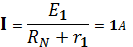 I = E₁ / (R_N + r₁) = 1A